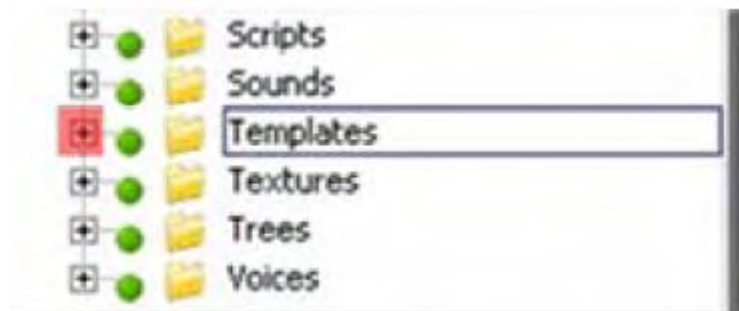 Scripts
Sounds
Templates
Textures
Trees
Voices